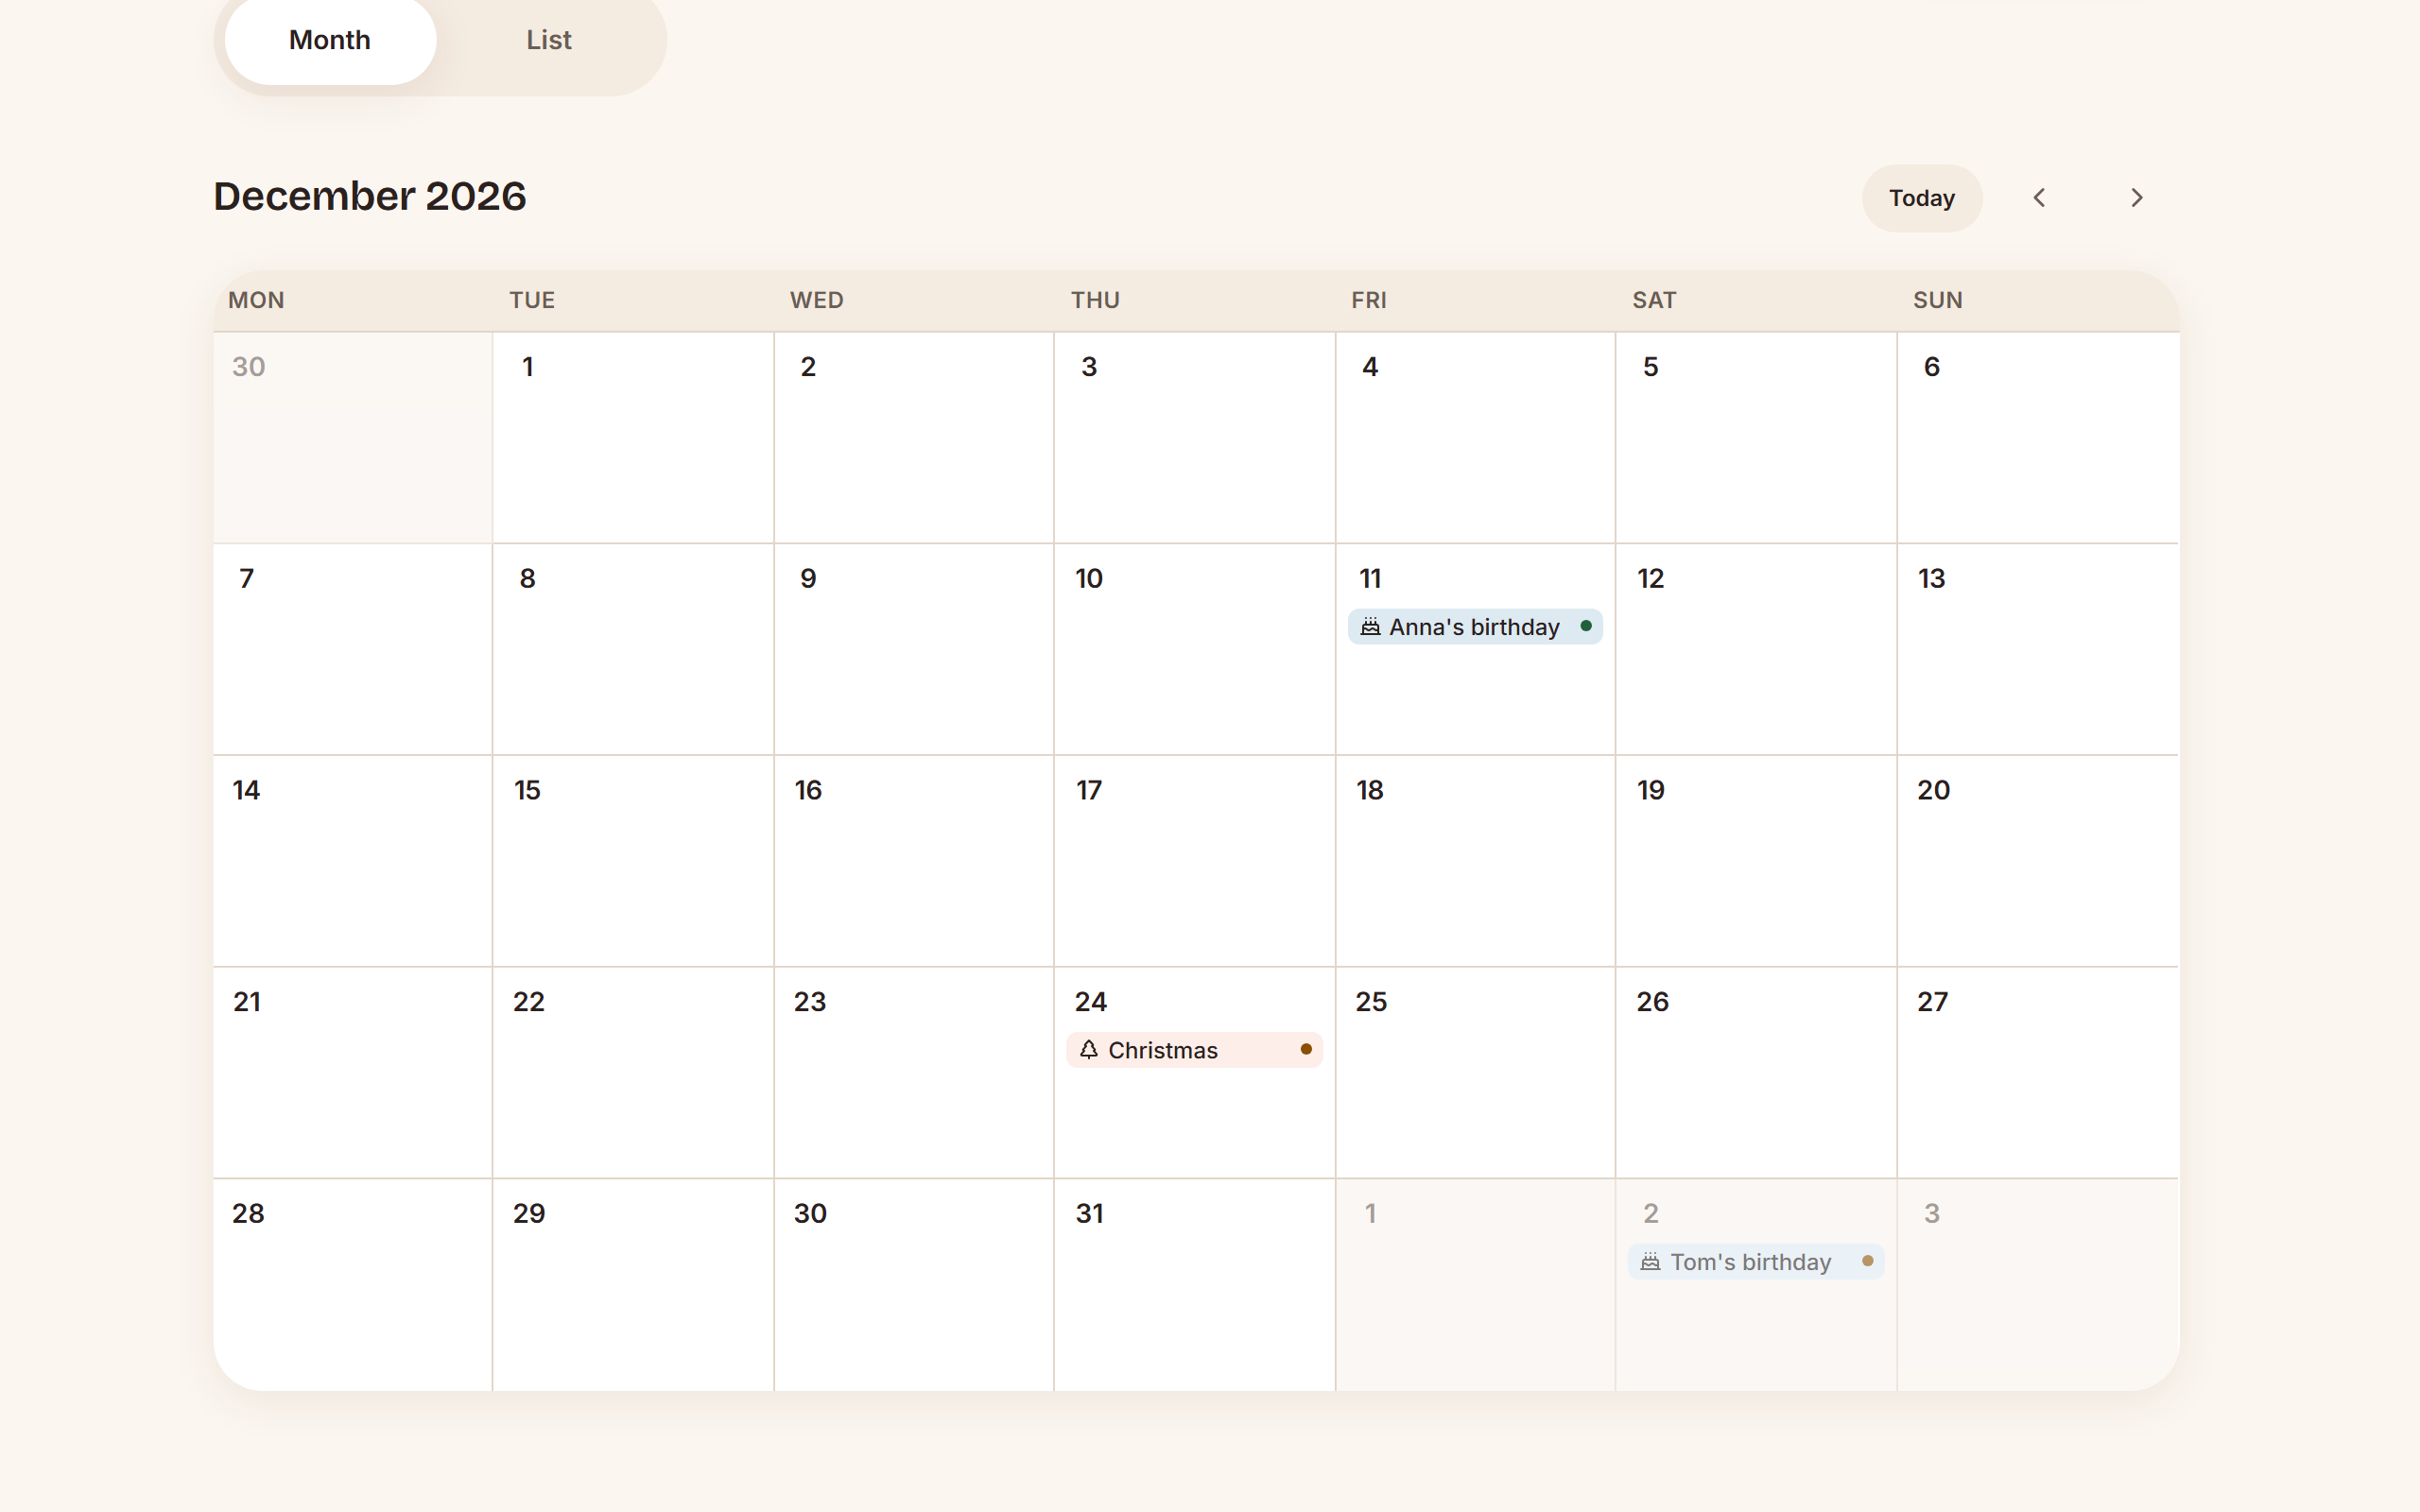 Month List
December 2026 Today
MON TUE WED THU FRI SAT SUN
30 1 2 3 4 5 6
7 8 9 10 11 12 13
Anna's birthday
14 15 16 17 18 19 20
21 22 23 24 25 26 27
Christmas
28 29 30 31 1 2 3
Tom's birthday